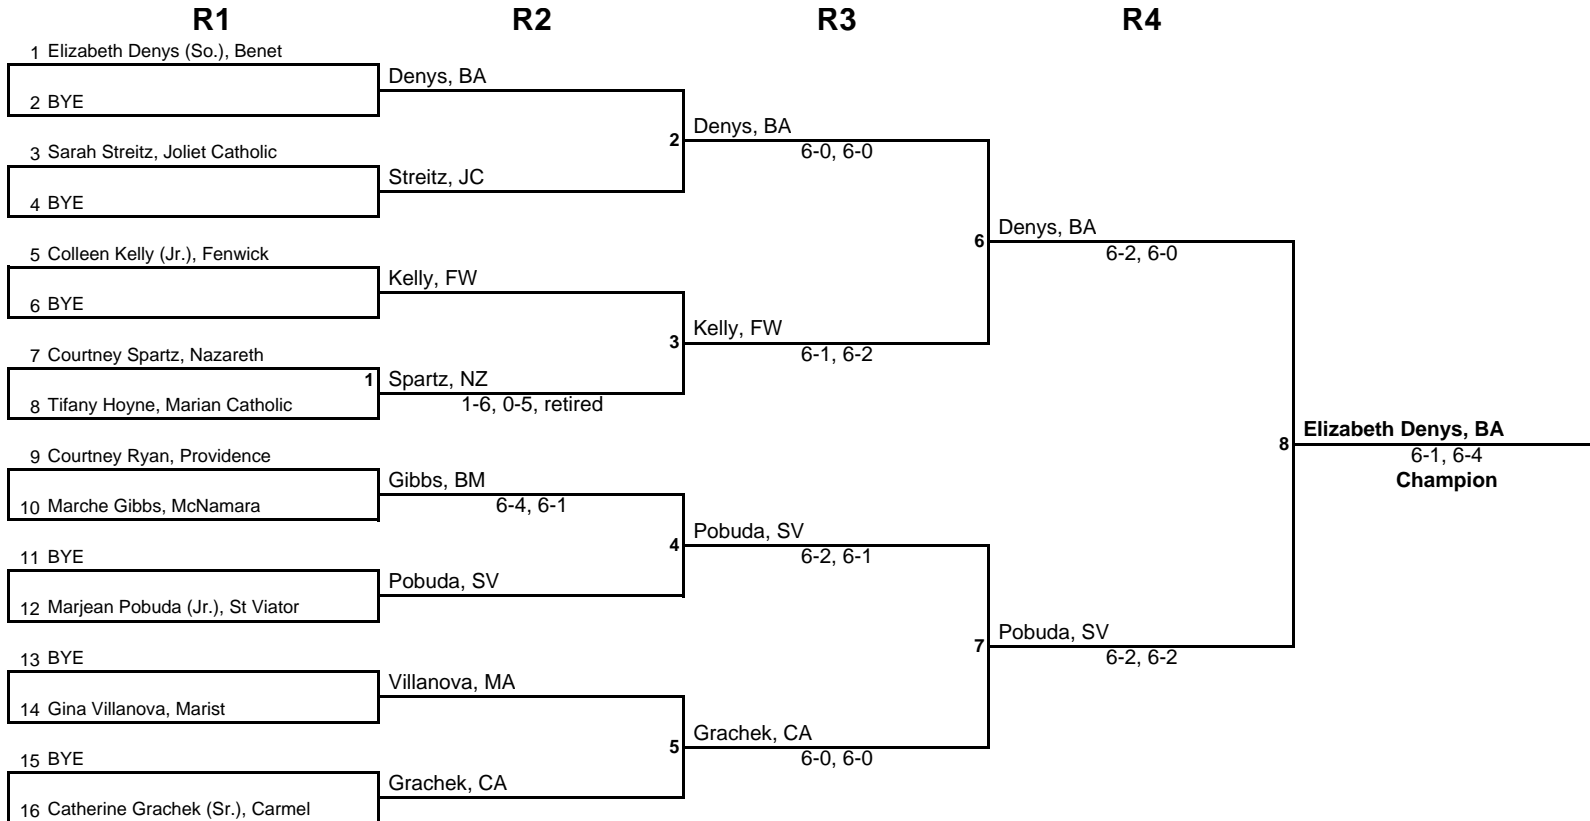 R1 R2 R3 R4
1 Elizabeth Denys (So.), Benet
Denys, BA
2 BYE
2 Denys, BA
6-0, 6-0
3 Sarah Streitz, Joliet Catholic
Streitz, JC
4 BYE
6 Denys, BA
6-2, 6-0
5 Colleen Kelly (Jr.), Fenwick
Kelly, FW
6 BYE
3 Kelly, FW
6-1, 6-2
7 Courtney Spartz, Nazareth
1 Spartz, NZ
1-6, 0-5, retired
8 Tifany Hoyne, Marian Catholic
8 Elizabeth Denys, BA
6-1, 6-4
Champion
9 Courtney Ryan, Providence
Gibbs, BM
6-4, 6-1
10 Marche Gibbs, McNamara
4 Pobuda, SV
6-2, 6-1
11 BYE
Pobuda, SV
12 Marjean Pobuda (Jr.), St Viator
7 Pobuda, SV
6-2, 6-2
13 BYE
Villanova, MA
14 Gina Villanova, Marist
5 Grachek, CA
6-0, 6-0
15 BYE
Grachek, CA
16 Catherine Grachek (Sr.), Carmel